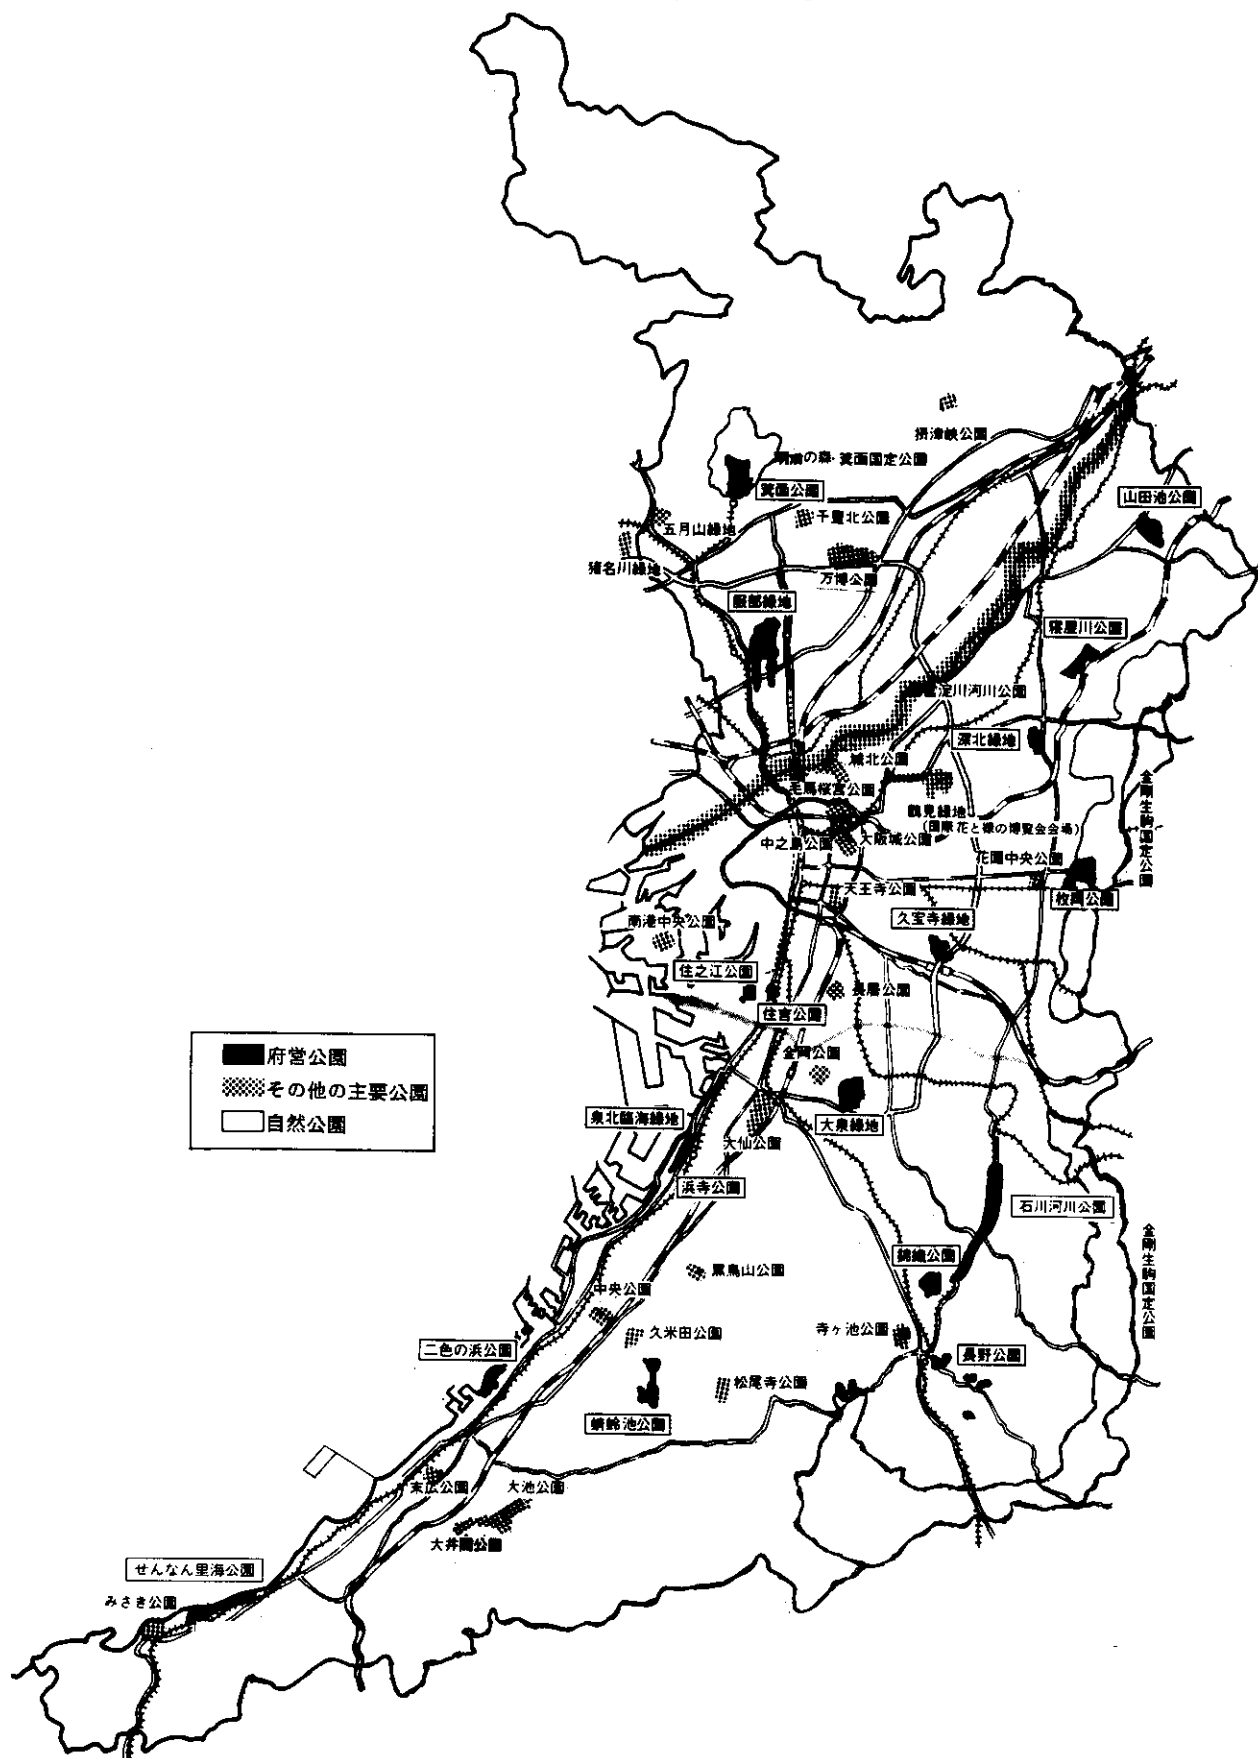 摂津峡公園
明治の森・箕面国定公園
箕面公園
山田池公園
千里北公園
五月山緑地
猪名川緑地
万博公園
服部緑地
寝屋川公園
淀川河川公園
深北緑地
城北公園
毛馬桜宮公園
鶴見緑地
(国際花と緑の博覧会会場)
金剛生駒国定公園
中之島公園
大阪城公園
花園中央公園
天王寺公園
枚岡公園
久宝寺緑地
南港中央公園
住之江公園
長居公園
住吉公園
金岡公園
府営公園
その他の主要公園
自然公園
泉北臨海緑地
大仙公園
大泉緑地
浜寺公園
石川河川公園
錦織公園
金剛生駒国定公園
黒鳥山公園
中央公園
久米田公園
寺ヶ池公園
長野公園
二色の浜公園
松尾寺公園
蜻蛉池公園
末広公園
大池公園
大井関公園
せんなん里海公園
みさき公園